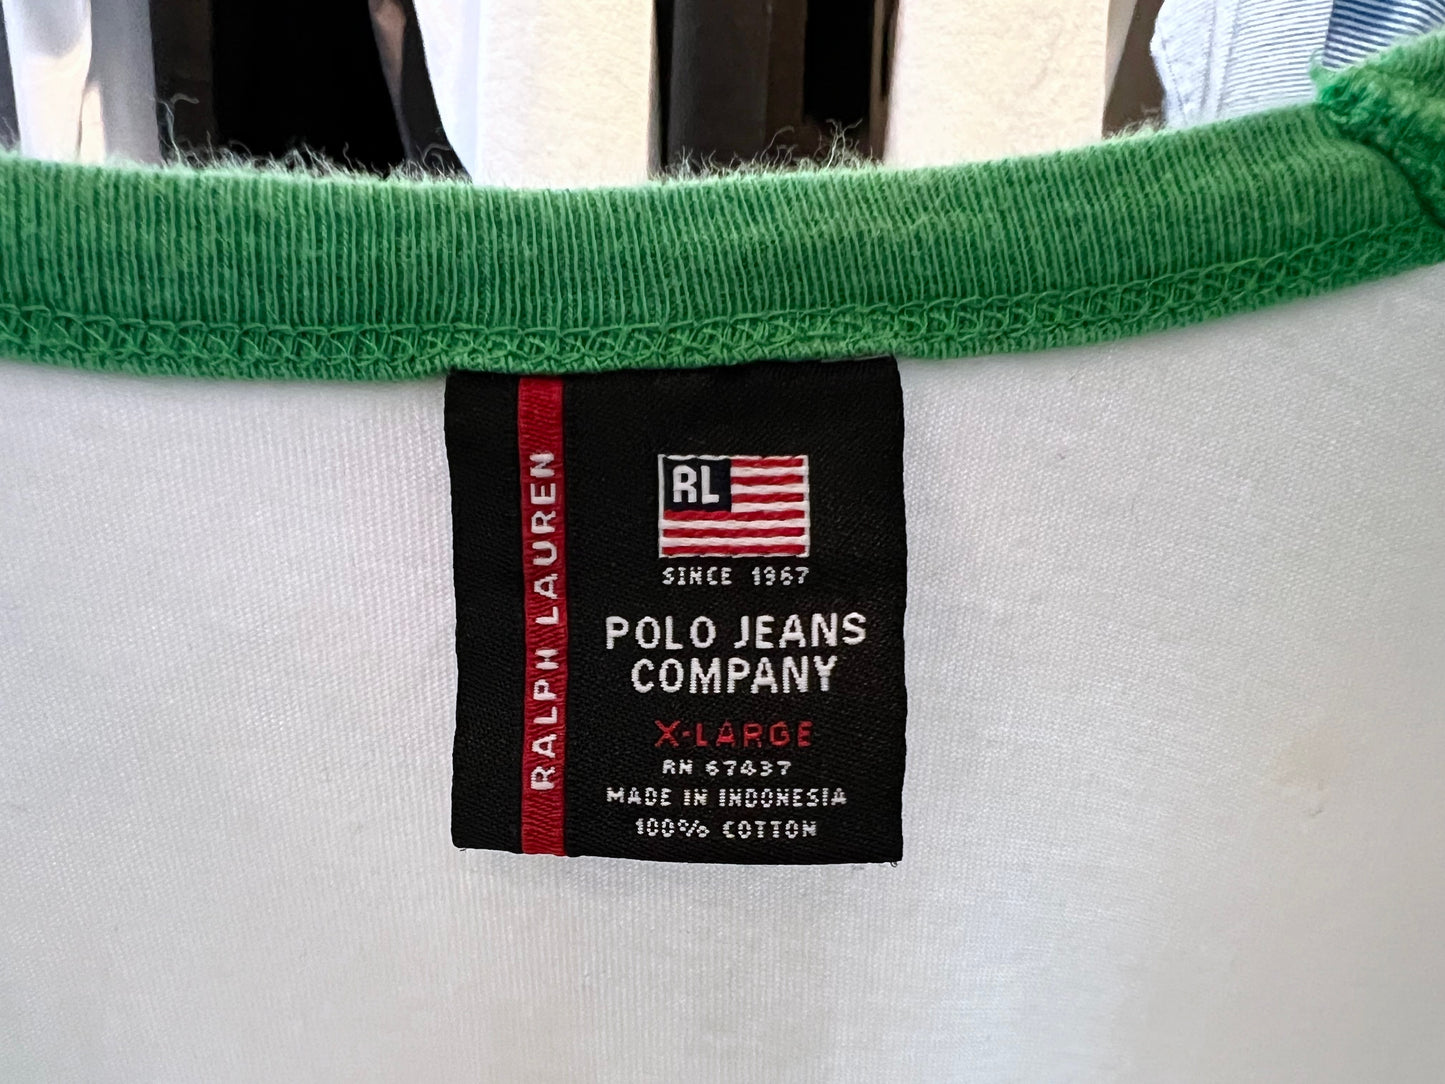 RALPH LAUREN
RL
SINCE 1967
POLO JEANS
COMPANY
X-LARGE
RN 67437
MADE IN INDONESIA
100% COTTON